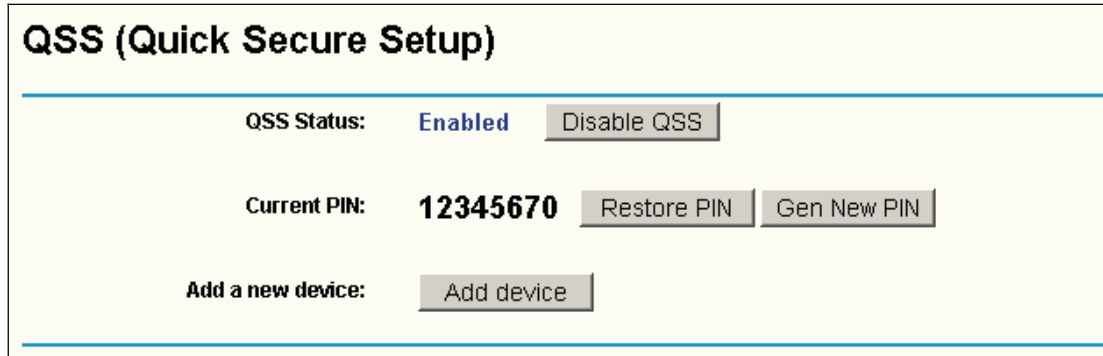 QSS (Quick Secure Setup)
QSS Status: Enabled Disable QSS
Current PIN: 12345670 Restore PIN Gen New PIN
Add a new device: Add device